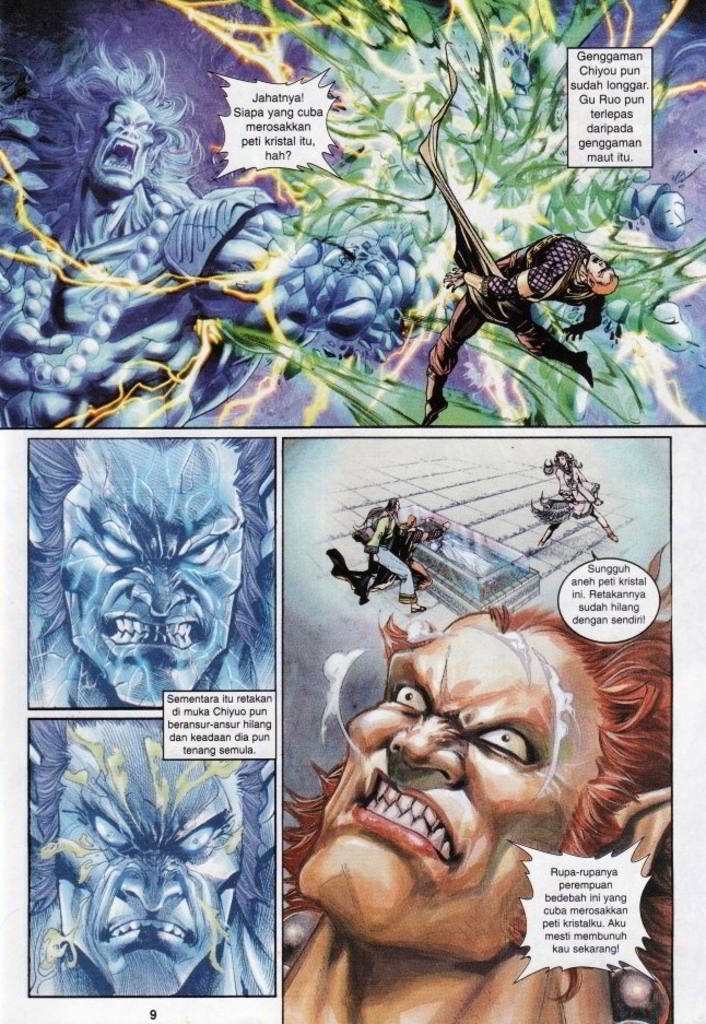 Jahatnya!
Siapa yang cuba
merosakkan
peti kristal itu,
hah?
Genggaman
Chiyou pun
sudah longgar.
Gu Ruo pun
terlepas
daripada
genggaman
maut itu.
Sementara itu retakan
di muka Chiyuo pun
beransur-ansur hilang
dan keadaan dia pun
tenang semula.
Sungguh
aneh peti kristal
ini. Retakannya
sudah hilang
dengan sendiri!
Rupa-rupanya
perempuan
bedebah ini yang
cuba merosakkan
peti kristalku. Aku
mesti membunuh
kau sekarang!
9